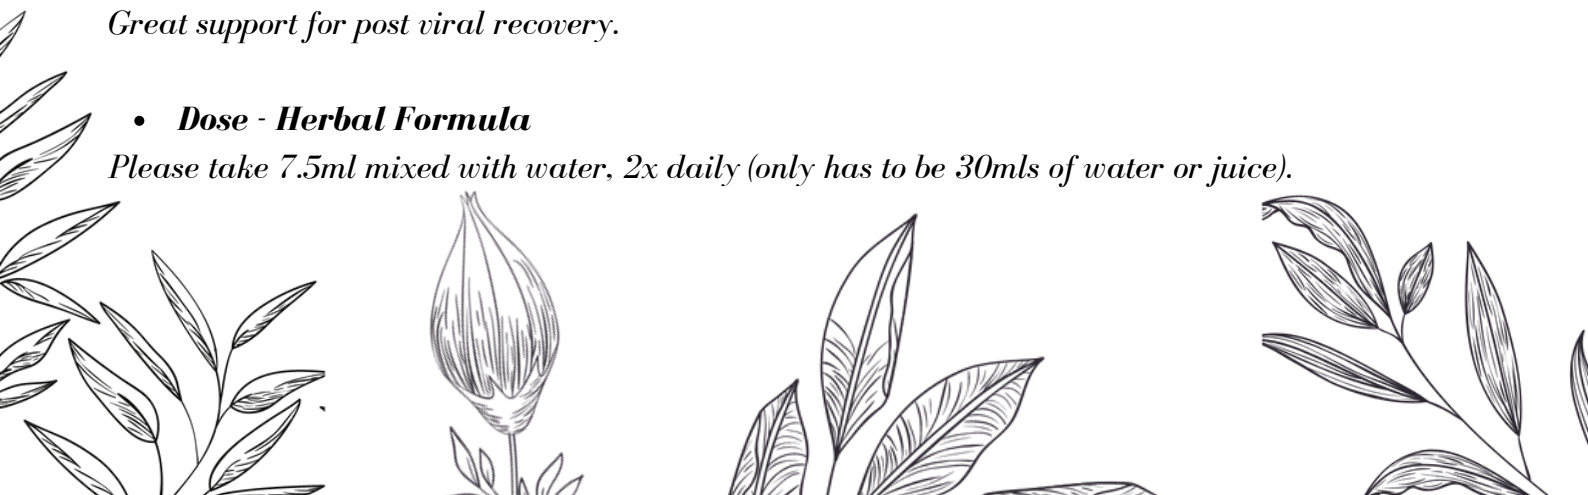 Great support for post viral recovery.
• Dose - Herbal Formula
Please take 7.5ml mixed with water, 2x daily (only has to be 30mls of water or juice).